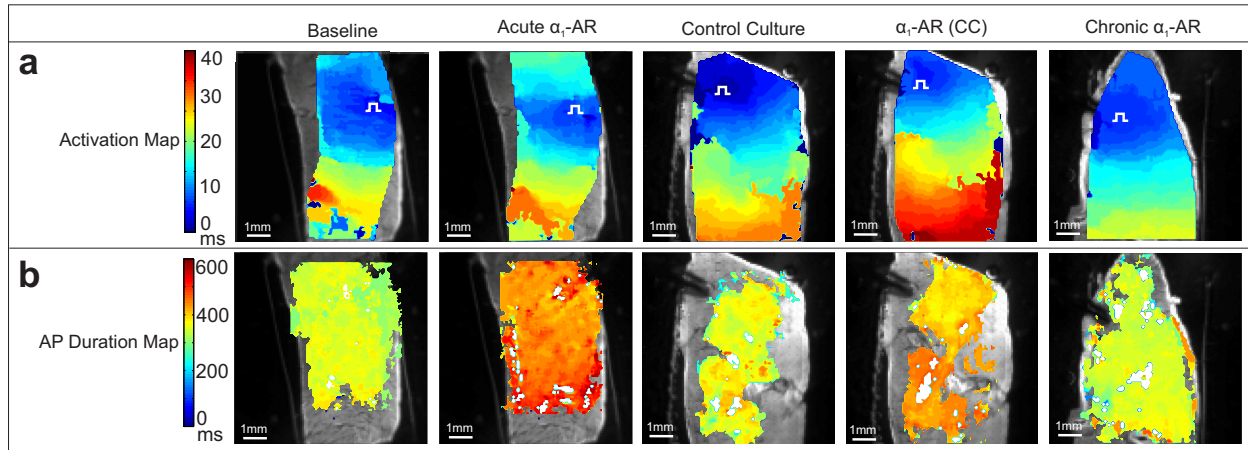 Baseline Acute α₁-AR Control Culture α₁-AR (CC) Chronic α₁-AR
a
Activation Map
40
30
20
10
0
ms
1mm 1mm 1mm 1mm 1mm
b
AP Duration Map
600
400
200
0
ms
1mm 1mm 1mm 1mm 1mm